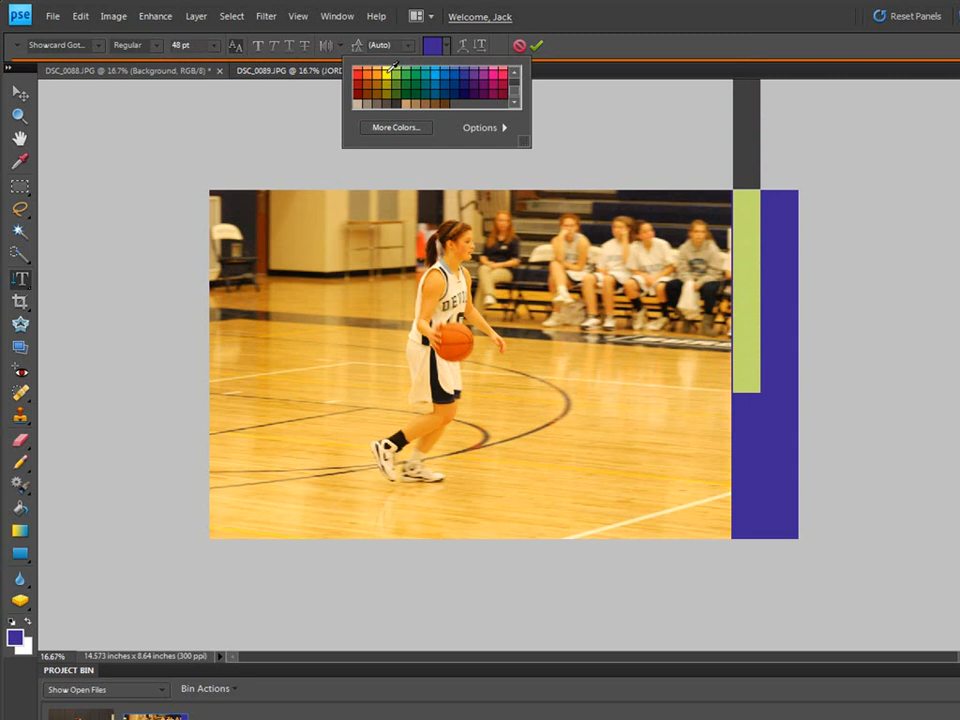 pse File Edit Image Enhance Layer Select Filter View Window Help Welcome, Jack Reset Panels
Showcard Got... Regular 48 pt (Auto)
DSC_0088.JPG @ 16.7% (Background, RGB/8) * × DSC_0089.JPG @ 16.7% (JORD
More Colors... Options
DEVIL
16.67% 14.573 inches x 8.64 inches (300 ppi)
PROJECT BIN
Show Open Files Bin Actions